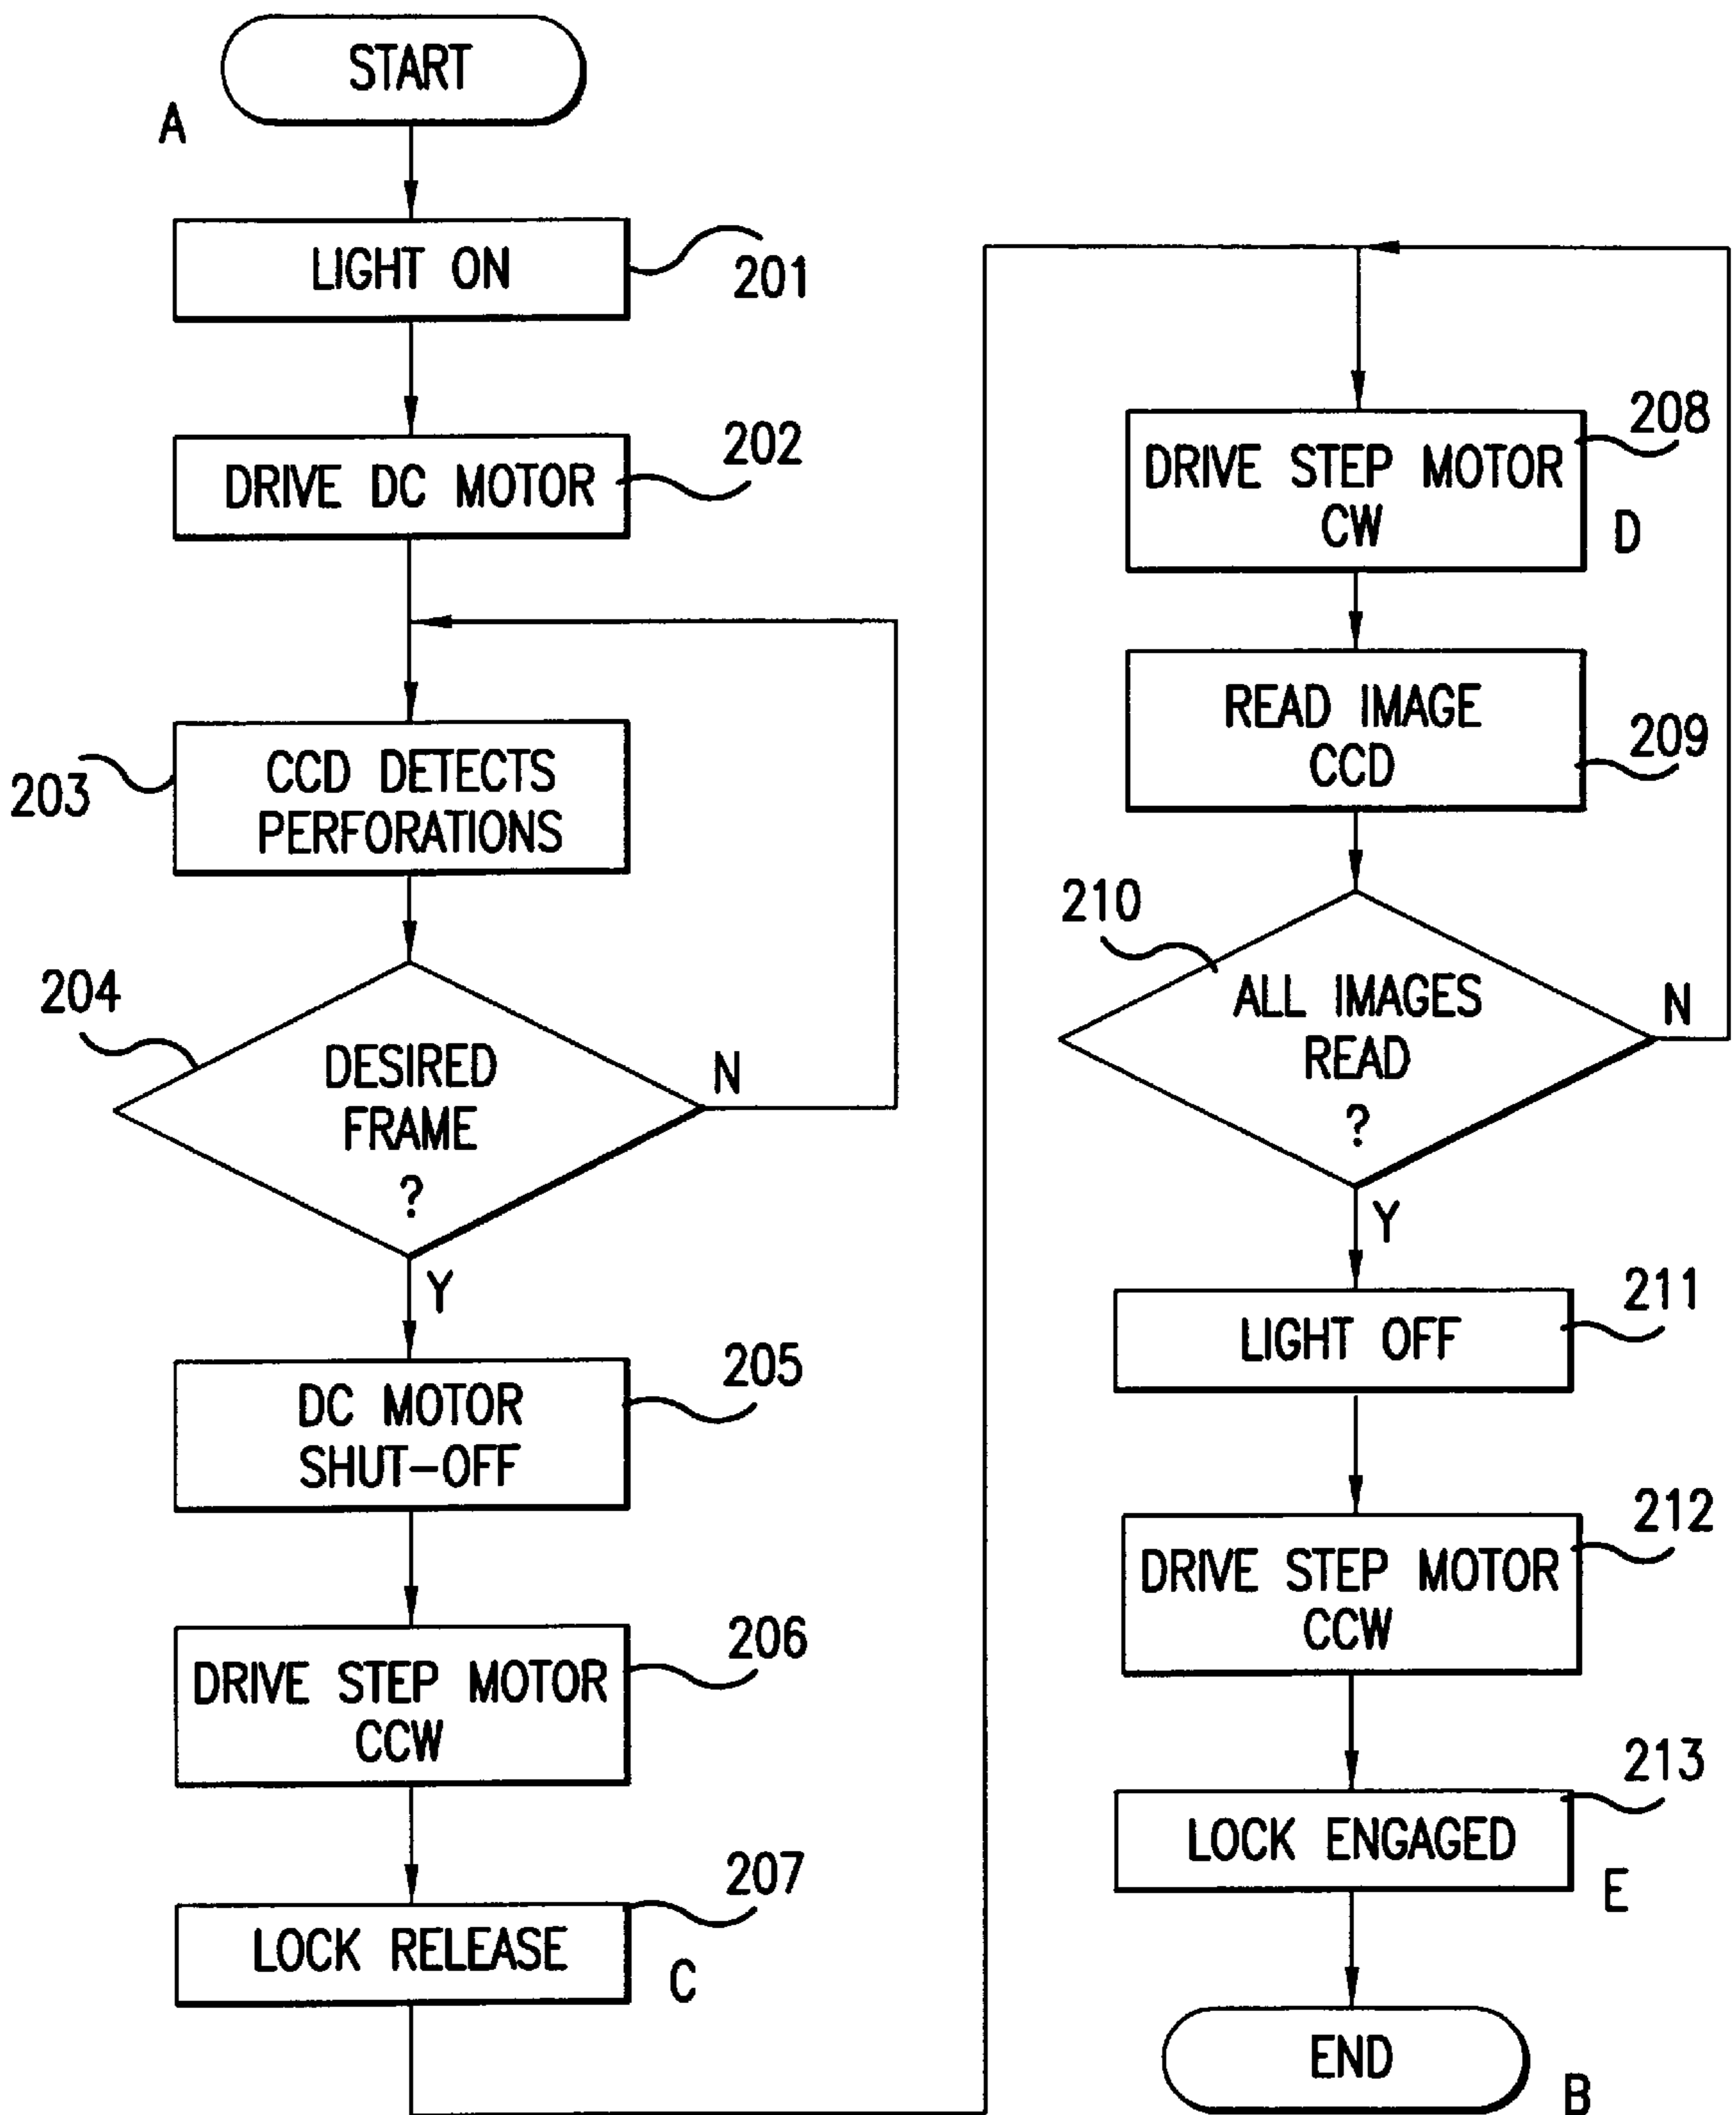 START
A
LIGHT ON
201
DRIVE DC MOTOR
202
CCD DETECTS
PERFORATIONS
203
204
DESIRED
FRAME
?
N
Y
DC MOTOR
SHUT-OFF
205
DRIVE STEP MOTOR
CCW
206
LOCK RELEASE
207
C
DRIVE STEP MOTOR
CW
208
D
READ IMAGE
CCD
209
210
ALL IMAGES
READ
?
N
Y
LIGHT OFF
211
DRIVE STEP MOTOR
CCW
212
LOCK ENGAGED
213
E
END
B